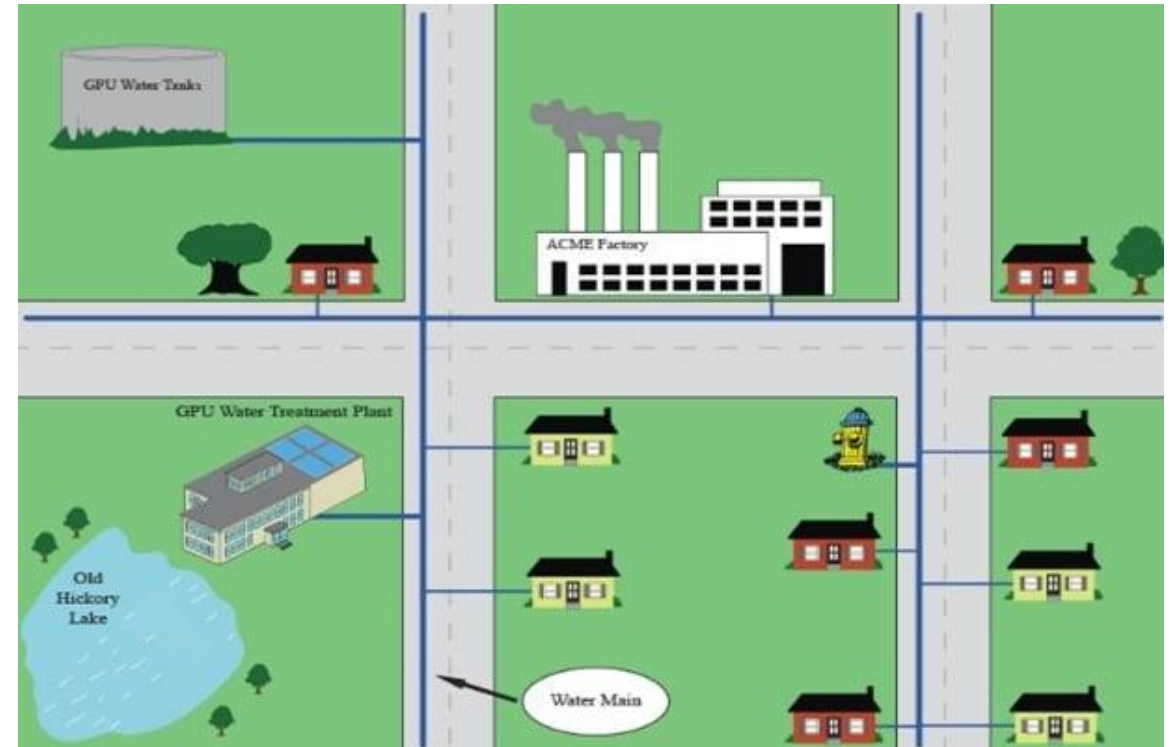 GPU Water Tanks
ACME Factory
GPU Water Treatment Plant
Old
Hickory
Lake
Water Main